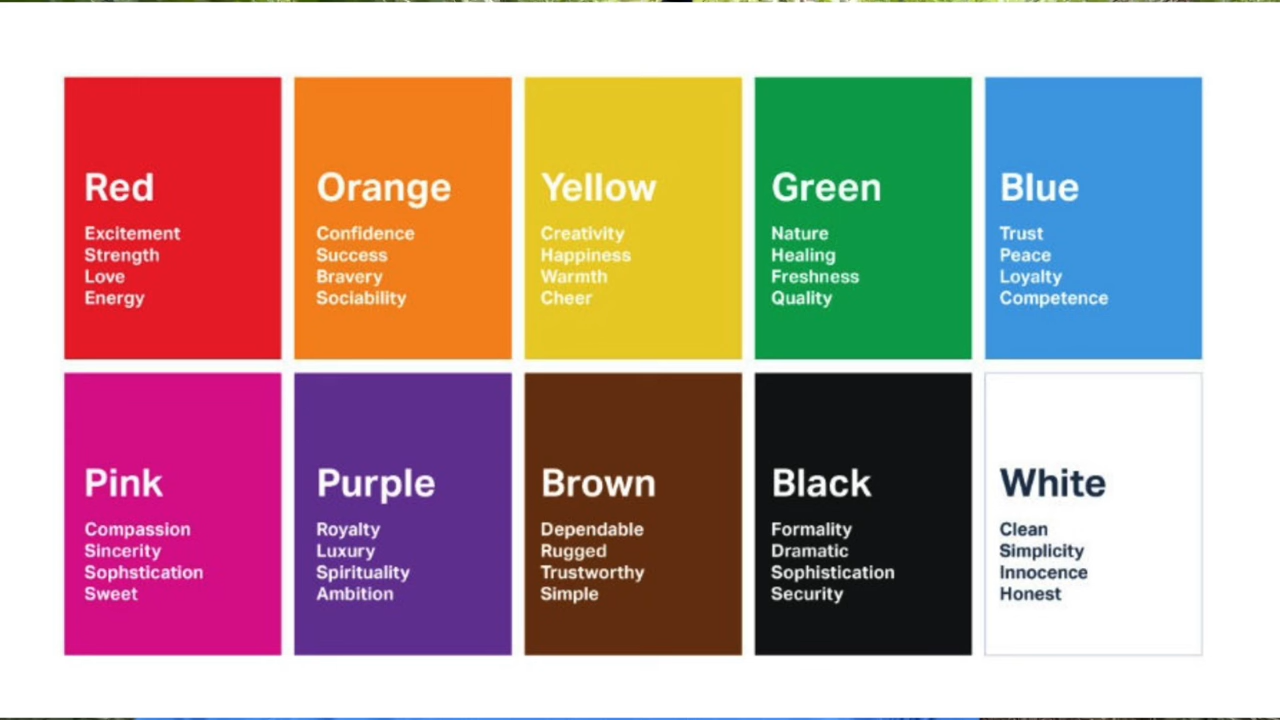 Red
Excitement
Strength
Love
Energy
Orange
Confidence
Success
Bravery
Sociability
Yellow
Creativity
Happiness
Warmth
Cheer
Green
Nature
Healing
Freshness
Quality
Blue
Trust
Peace
Loyalty
Competence
Pink
Compassion
Sincerity
Sophstication
Sweet
Purple
Royalty
Luxury
Spirituality
Ambition
Brown
Dependable
Rugged
Trustworthy
Simple
Black
Formality
Dramatic
Sophistication
Security
White
Clean
Simplicity
Innocence
Honest